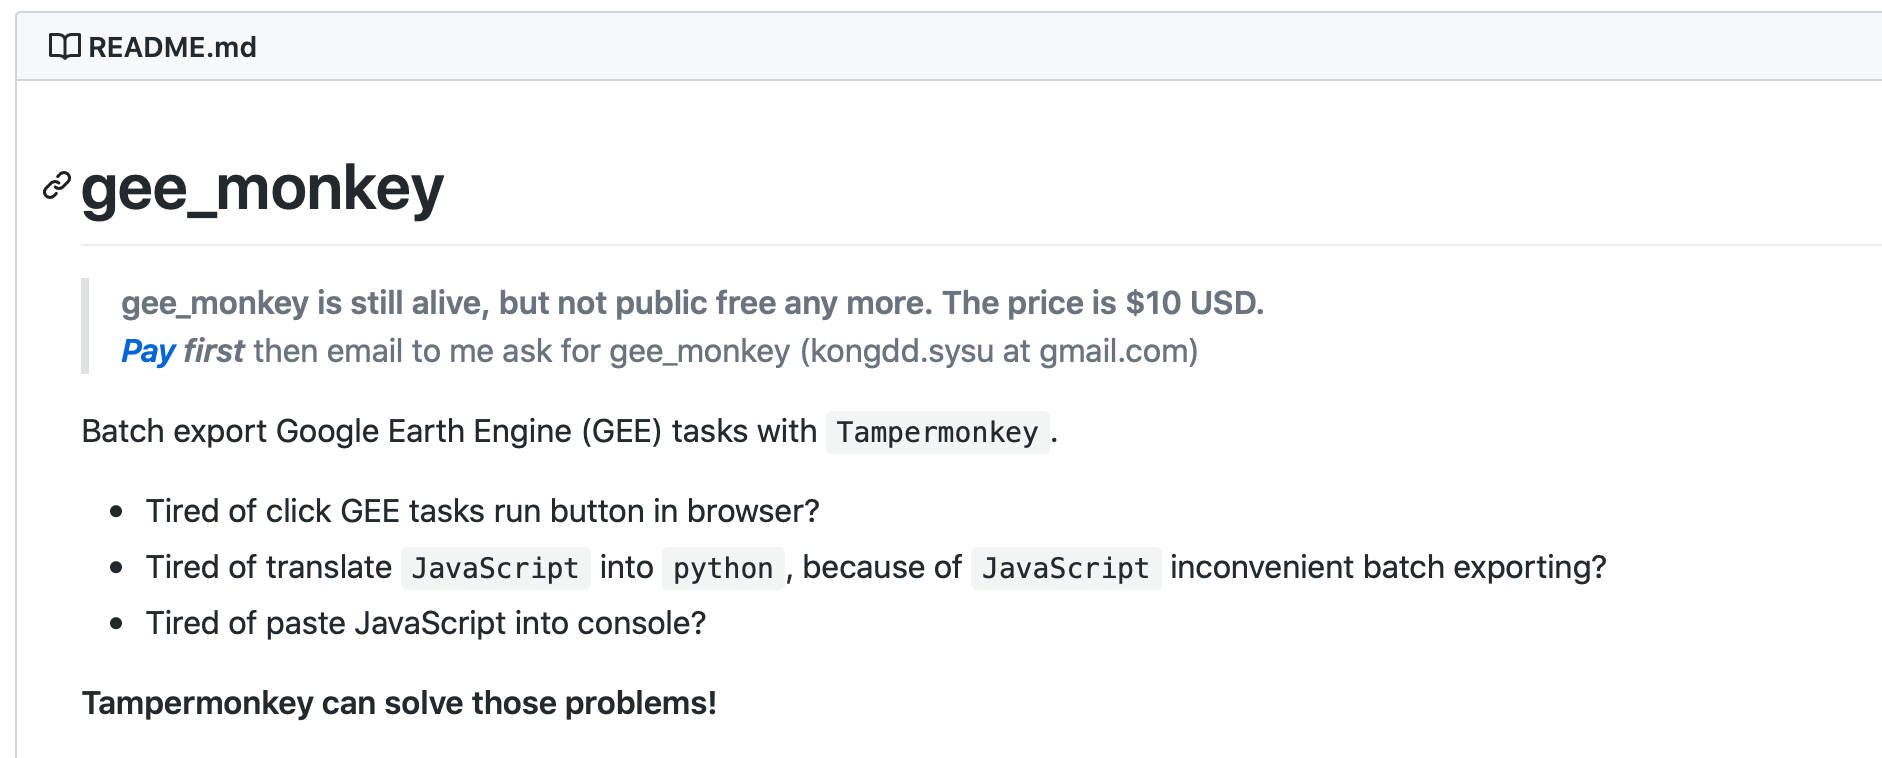 README.md
gee_monkey
gee_monkey is still alive, but not public free any more. The price is $10 USD.
Pay first then email to me ask for gee_monkey (kongdd.sysu at gmail.com)
Batch export Google Earth Engine (GEE) tasks with Tampermonkey.
Tired of click GEE tasks run button in browser?
Tired of translate JavaScript into python, because of JavaScript inconvenient batch exporting?
Tired of paste JavaScript into console?
Tampermonkey can solve those problems!